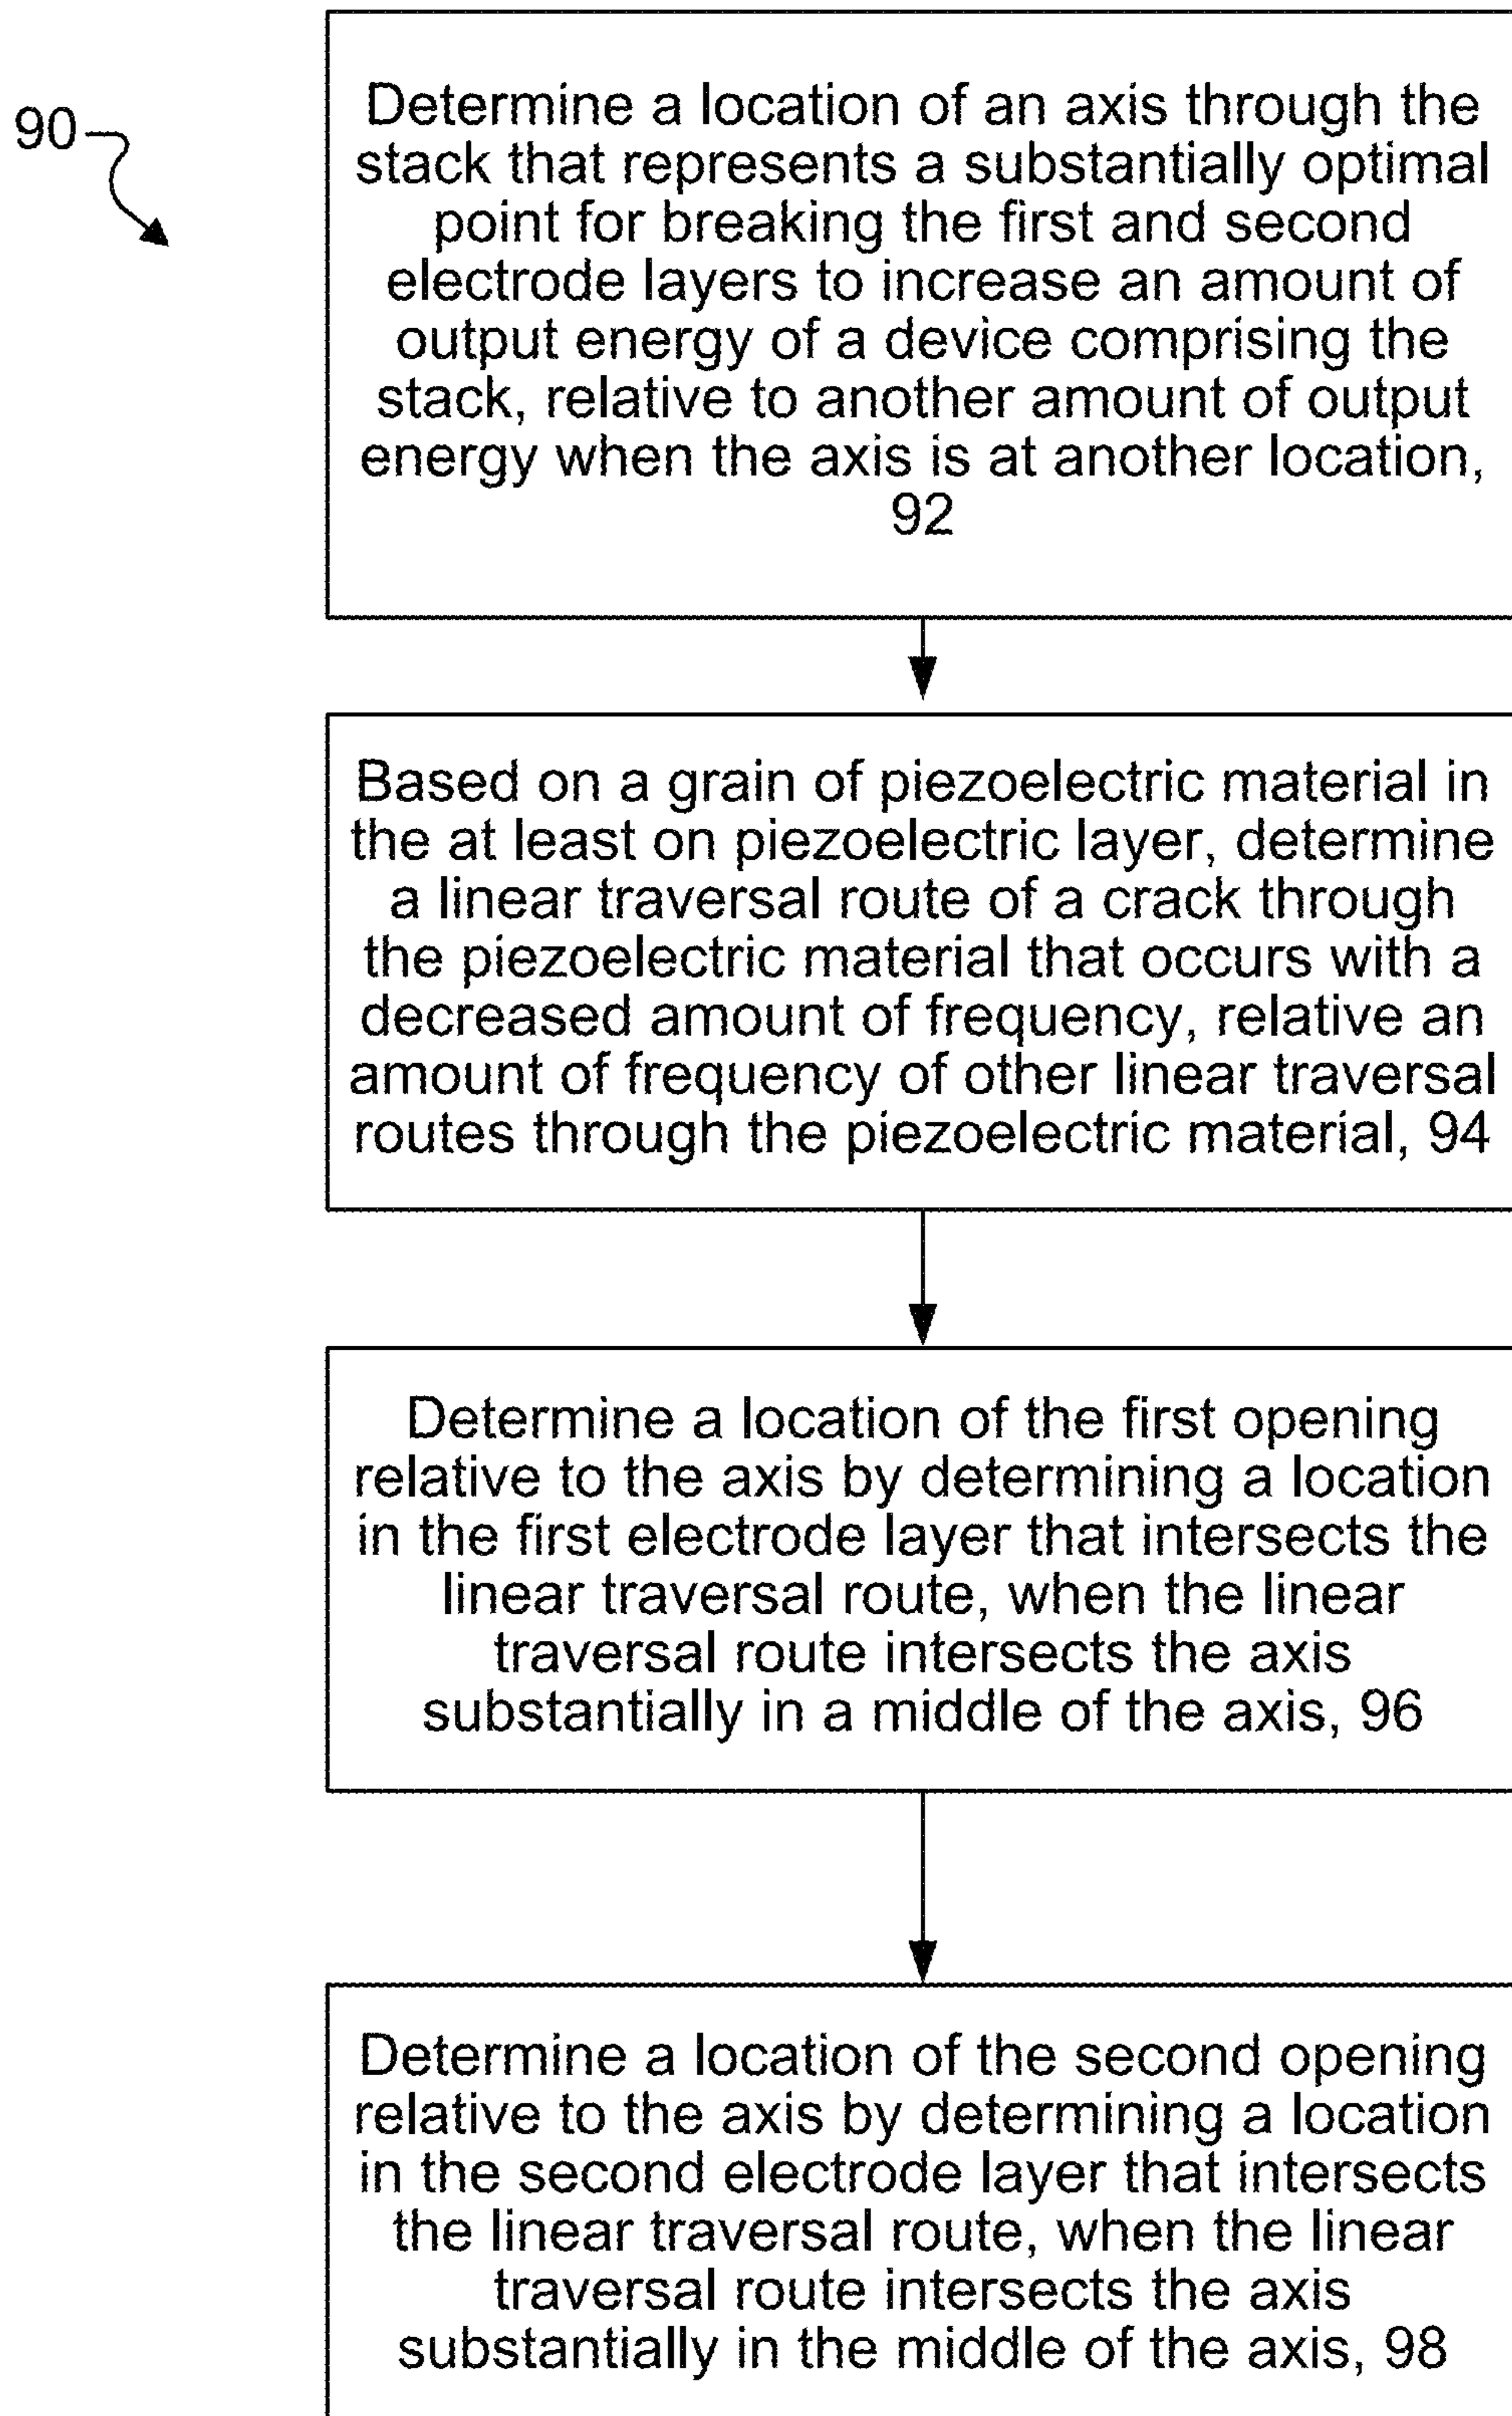 90
Determine a location of an axis through the
stack that represents a substantially optimal
point for breaking the first and second
electrode layers to increase an amount of
output energy of a device comprising the
stack, relative to another amount of output
energy when the axis is at another location,
92
Based on a grain of piezoelectric material in
the at least on piezoelectric layer, determine
a linear traversal route of a crack through
the piezoelectric material that occurs with a
decreased amount of frequency, relative an
amount of frequency of other linear traversal
routes through the piezoelectric material, 94
Determine a location of the first opening
relative to the axis by determining a location
in the first electrode layer that intersects the
linear traversal route, when the linear
traversal route intersects the axis
substantially in a middle of the axis, 96
Determine a location of the second opening
relative to the axis by determining a location
in the second electrode layer that intersects
the linear traversal route, when the linear
traversal route intersects the axis
substantially in the middle of the axis, 98